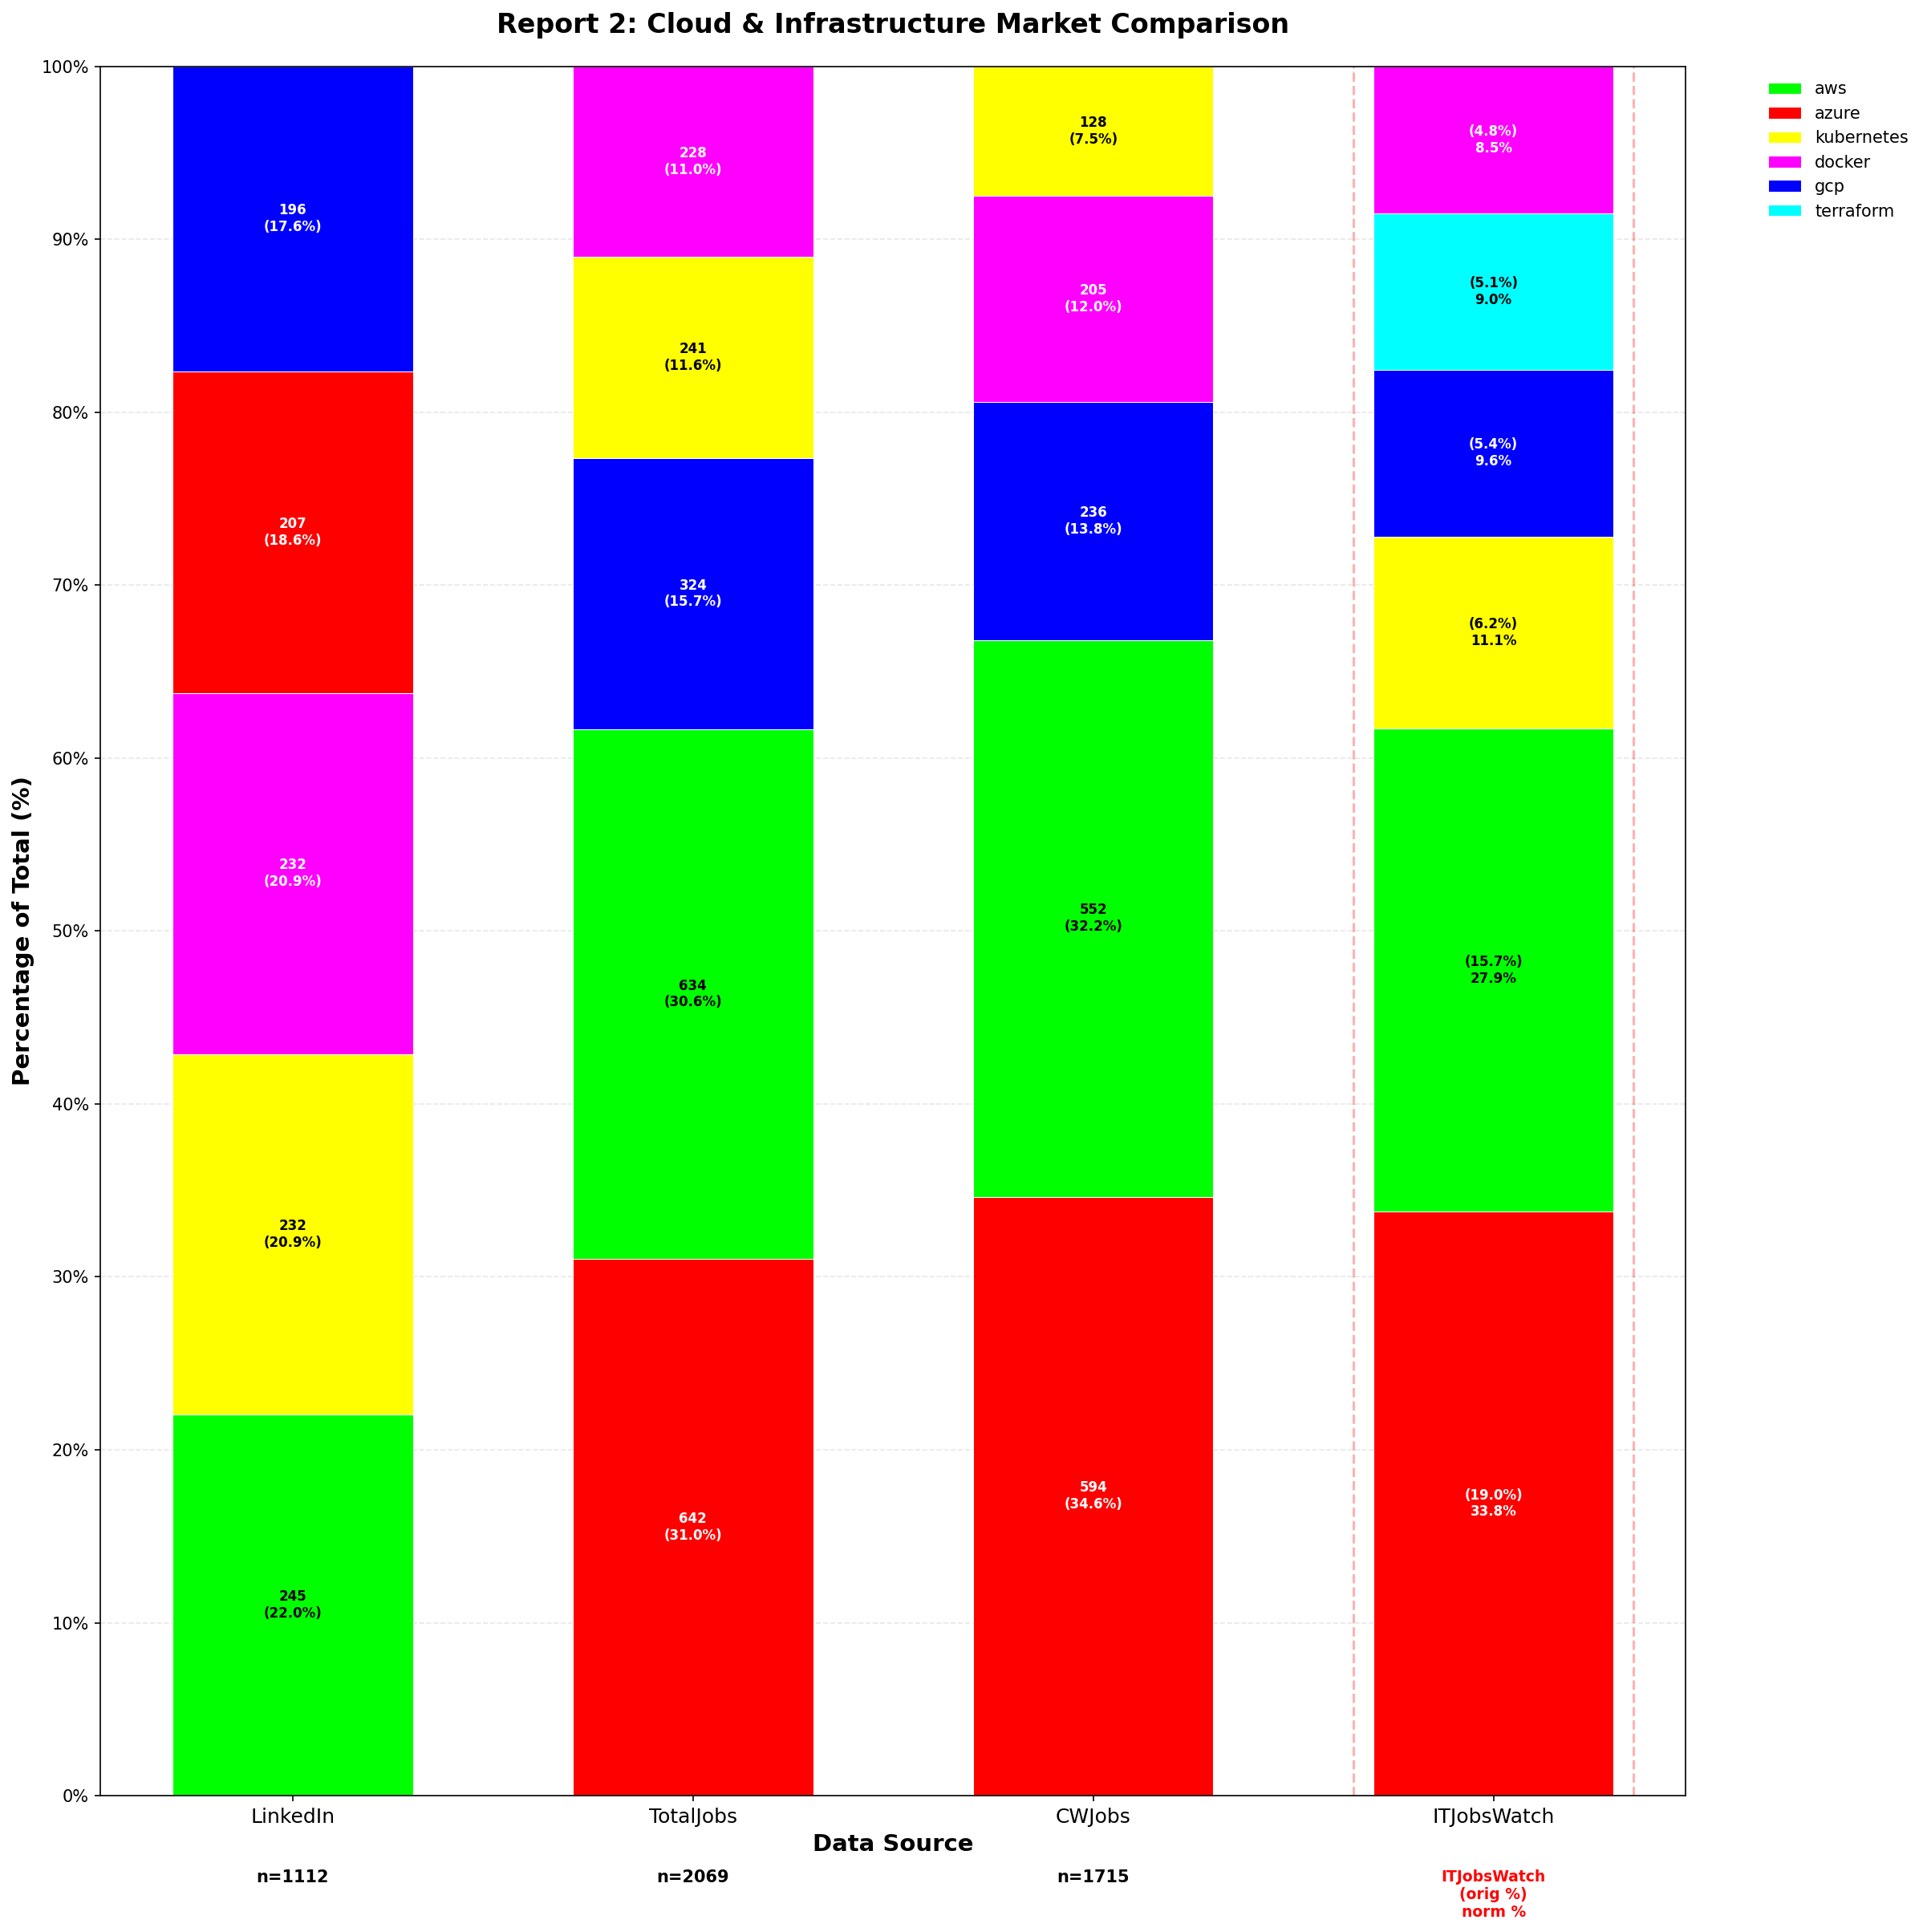 Report 2: Cloud & Infrastructure Market Comparison
Percentage of Total (%)
100%
90%
80%
70%
60%
50%
40%
30%
20%
10%
0%
196
(17.6%)
207
(18.6%)
232
(20.9%)
232
(20.9%)
245
(22.0%)
228
(11.0%)
241
(11.6%)
324
(15.7%)
634
(30.6%)
642
(31.0%)
128
(7.5%)
205
(12.0%)
236
(13.8%)
552
(32.2%)
594
(34.6%)
(4.8%)
8.5%
(5.1%)
9.0%
(5.4%)
9.6%
(6.2%)
11.1%
(15.7%)
27.9%
(19.0%)
33.8%
aws
azure
kubernetes
docker
gcp
terraform
LinkedIn
TotalJobs
CWJobs
ITJobsWatch
Data Source
n=1112
n=2069
n=1715
ITJobsWatch
(orig %)
norm %